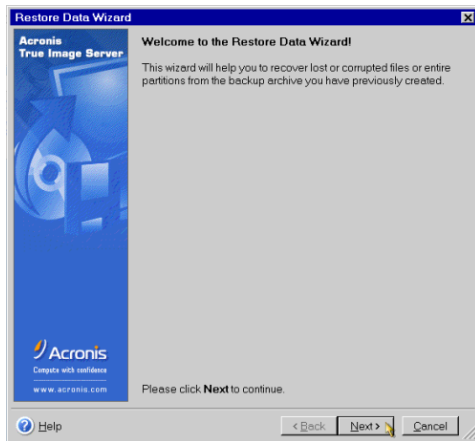 Restore Data Wizard
Acronis
True Image Server
Welcome to the Restore Data Wizard!
This wizard will help you to recover lost or corrupted files or entire
partitions from the backup archive you have previously created.
Acronis
Compute with confidence
www.acronis.com
Please click Next to continue.
Help
< Back
Next >
Cancel